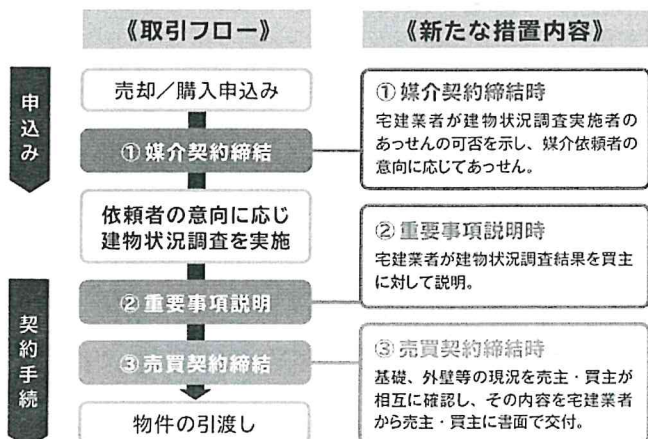 《取引フロー》
《新たな措置内容》
申込み
売却／購入申込み
①媒介契約締結
依頼者の意向に応じ
建物状況調査を実施
契約手続
②重要事項説明
③売買契約締結
物件の引渡し
①媒介契約締結時
宅建業者が建物状況調査実施者の
あっせんの可否を示し、媒介依頼者の
意向に応じてあっせん。
②重要事項説明時
宅建業者が建物状況調査結果を買主
に対して説明。
③売買契約締結時
基礎、外壁等の現況を売主・買主が
相互に確認し、その内容を宅建業者
から売主・買主に書面で交付。